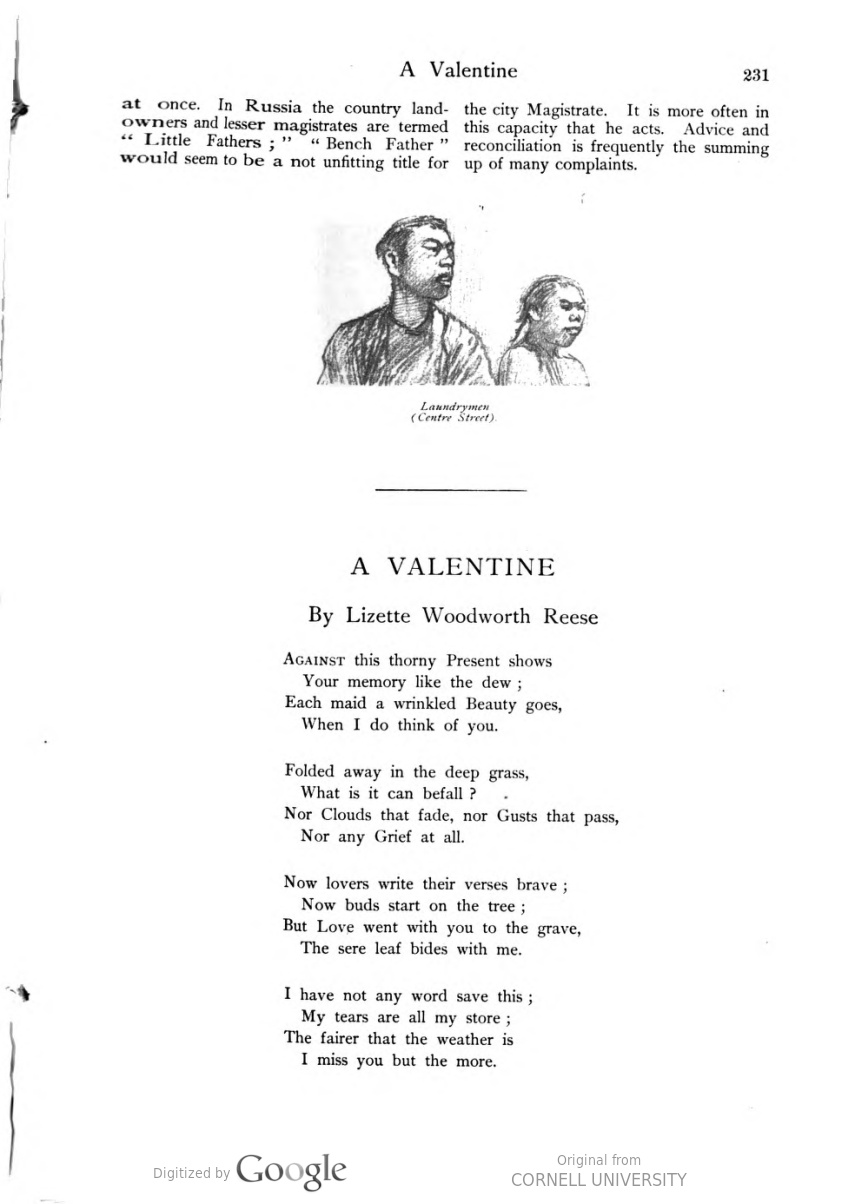 A Valentine
231
at once. In Russia the country land-
owners and lesser magistrates are termed
“ Little Fathers ; ” “ Bench Father ”
would seem to be a not unfitting title for
the city Magistrate. It is more often in
this capacity that he acts. Advice and
reconciliation is frequently the summing
up of many complaints.
Laundrymen
(Centre Street).
A VALENTINE
By Lizette Woodworth Reese
AGAINST this thorny Present shows
Your memory like the dew ;
Each maid a wrinkled Beauty goes,
When I do think of you.
Folded away in the deep grass,
What is it can befall ?
Nor Clouds that fade, nor Gusts that pass,
Nor any Grief at all.
Now lovers write their verses brave ;
Now buds start on the tree ;
But Love went with you to the grave,
The sere leaf bides with me.
I have not any word save this ;
My tears are all my store ;
The fairer that the weather is
I miss you but the more.
Digitized by Google
Original from
CORNELL UNIVERSITY